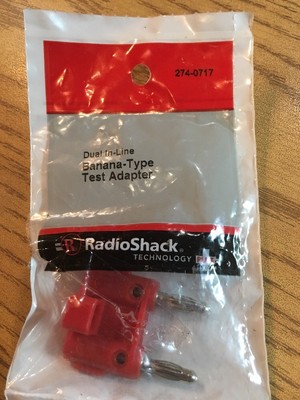 274-0717
Dual In-Line
Banana-Type
Test Adapter
R RadioShack®
TECHNOLOGY